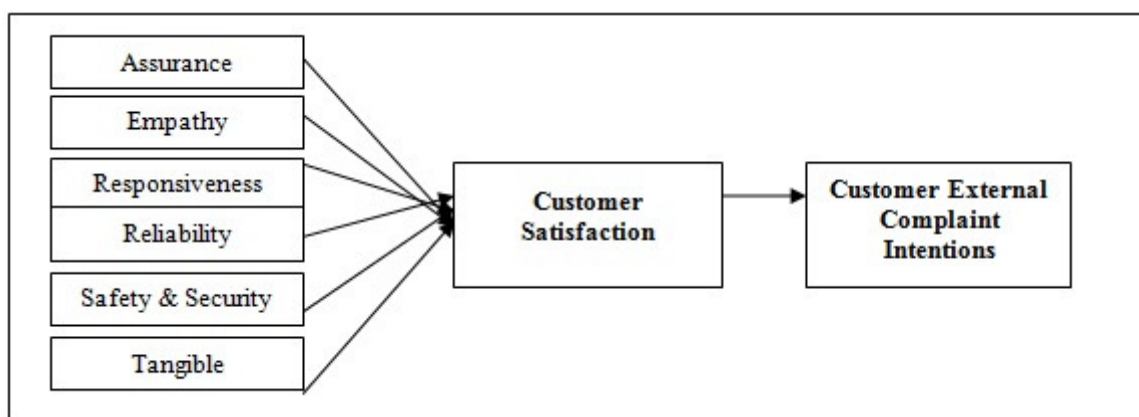 Assurance
Empathy
Responsiveness
Reliability
Safety & Security
Tangible
Customer
Satisfaction
Customer External
Complaint
Intentions